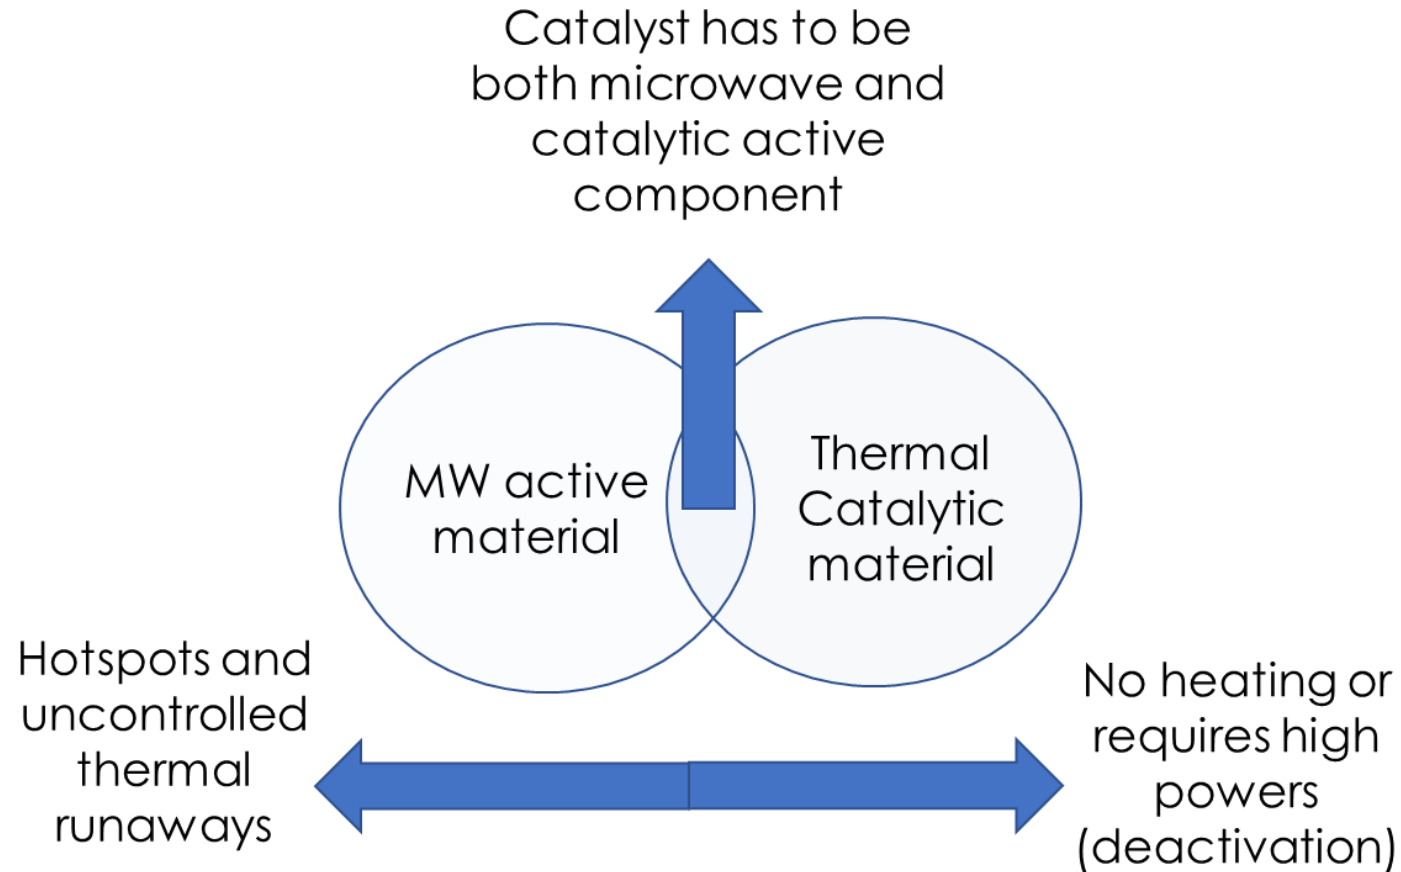 Catalyst has to be
both microwave and
catalytic active
component
MW active
material
Thermal
Catalytic
material
Hotspots and
uncontrolled
thermal
runaways
No heating or
requires high
powers
(deactivation)